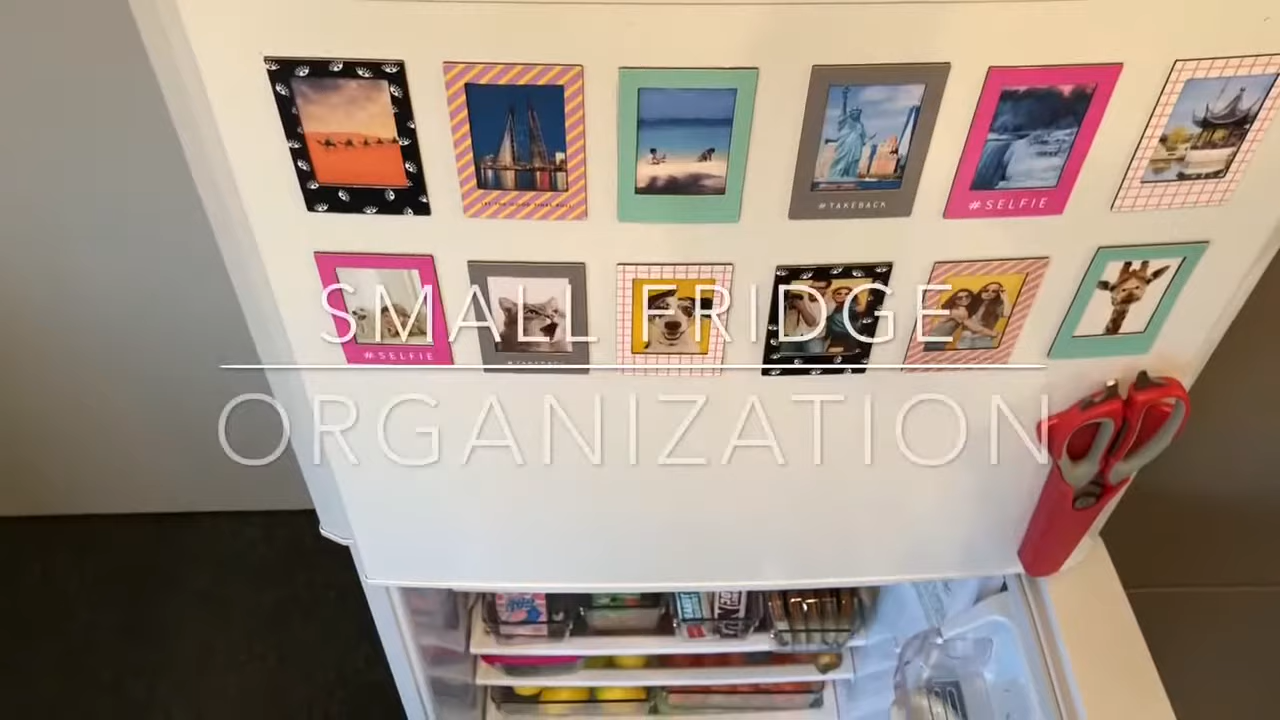 #TAKEBACK
#SELFIE
#SELFIE
SMALL FRIDGE
ORGANIZATION